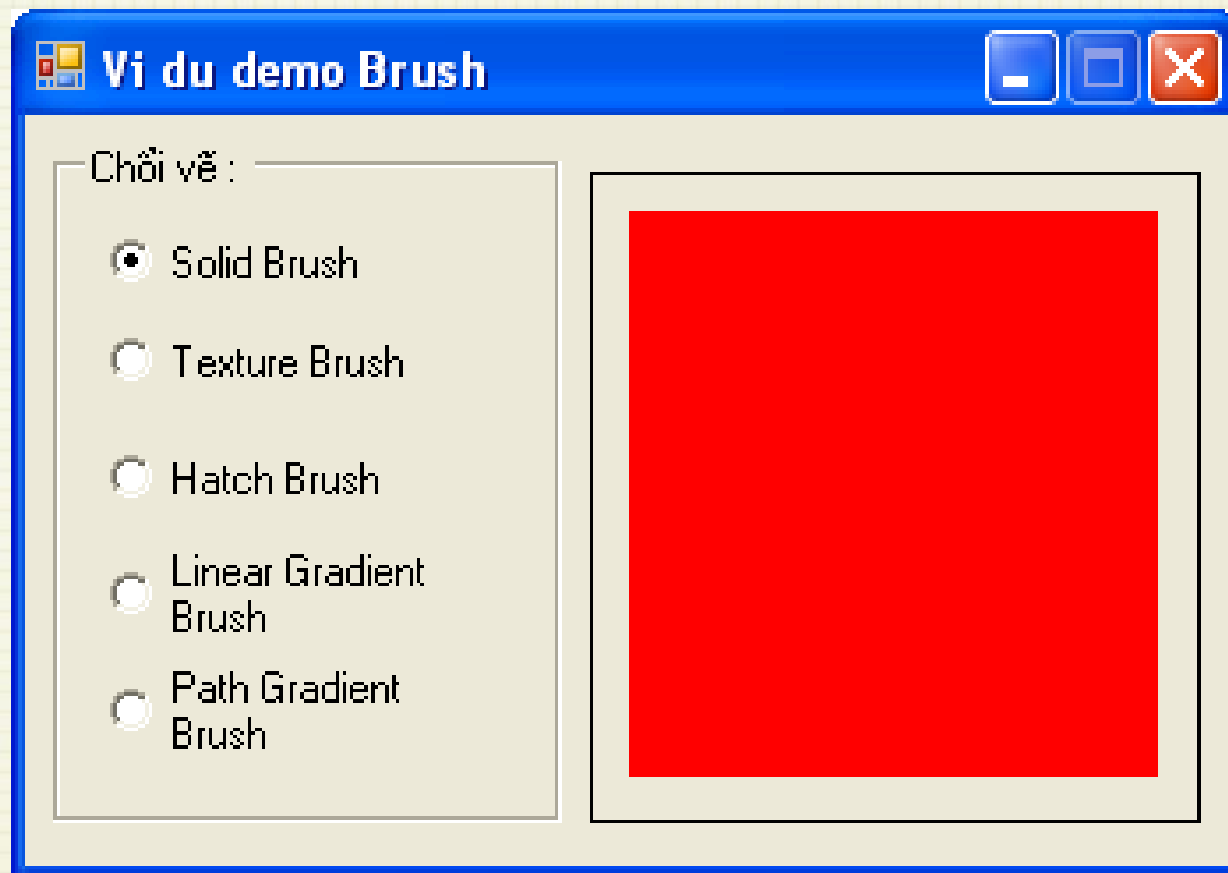 Vi du demo Brush
Chổi vẽ :
Solid Brush
Texture Brush
Hatch Brush
Linear Gradient
Brush
Path Gradient
Brush